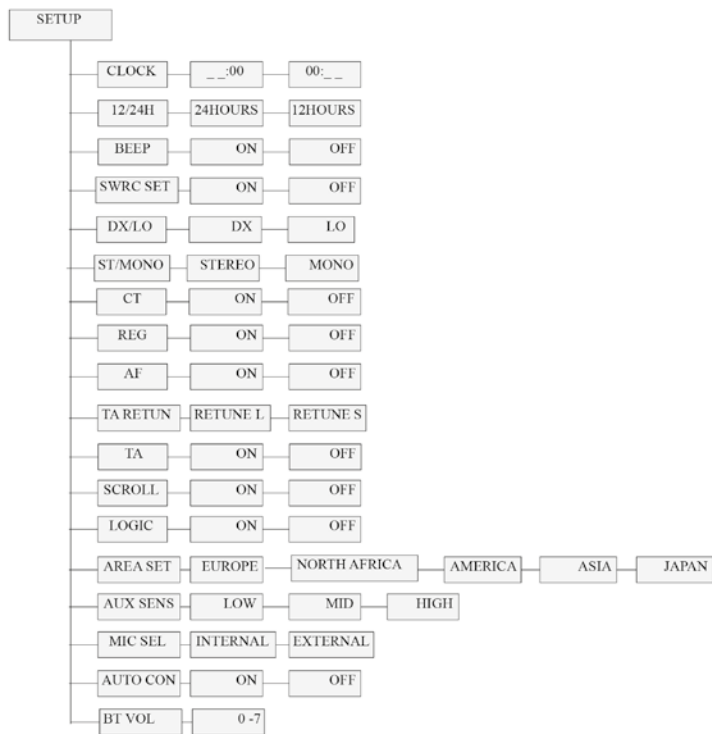 SETUP
CLOCK _ _:00 00:_ _
12/24H 24HOURS 12HOURS
BEEP ON OFF
SWRC SET ON OFF
DX/LO DX LO
ST/MONO STEREO MONO
CT ON OFF
REG ON OFF
AF ON OFF
TA RETUN RETUNE L RETUNE S
TA ON OFF
SCROLL ON OFF
LOGIC ON OFF
AREA SET EUROPE NORTH AFRICA AMERICA ASIA JAPAN
AUX SENS LOW MID HIGH
MIC SEL INTERNAL EXTERNAL
AUTO CON ON OFF
BT VOL 0 -7